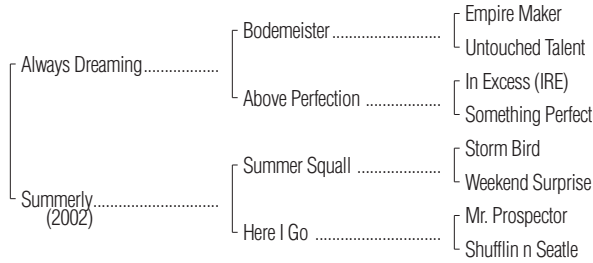 Empire Maker
Bodemeister......................
Untouched Talent
Always Dreaming...............
In Excess (IRE)
Above Perfection ...............
Something Perfect
Storm Bird
Summer Squall .................
Weekend Surprise
Summerly.........................
(2002)
Mr. Prospector
Here I Go .........................
Shufflin n Seatle